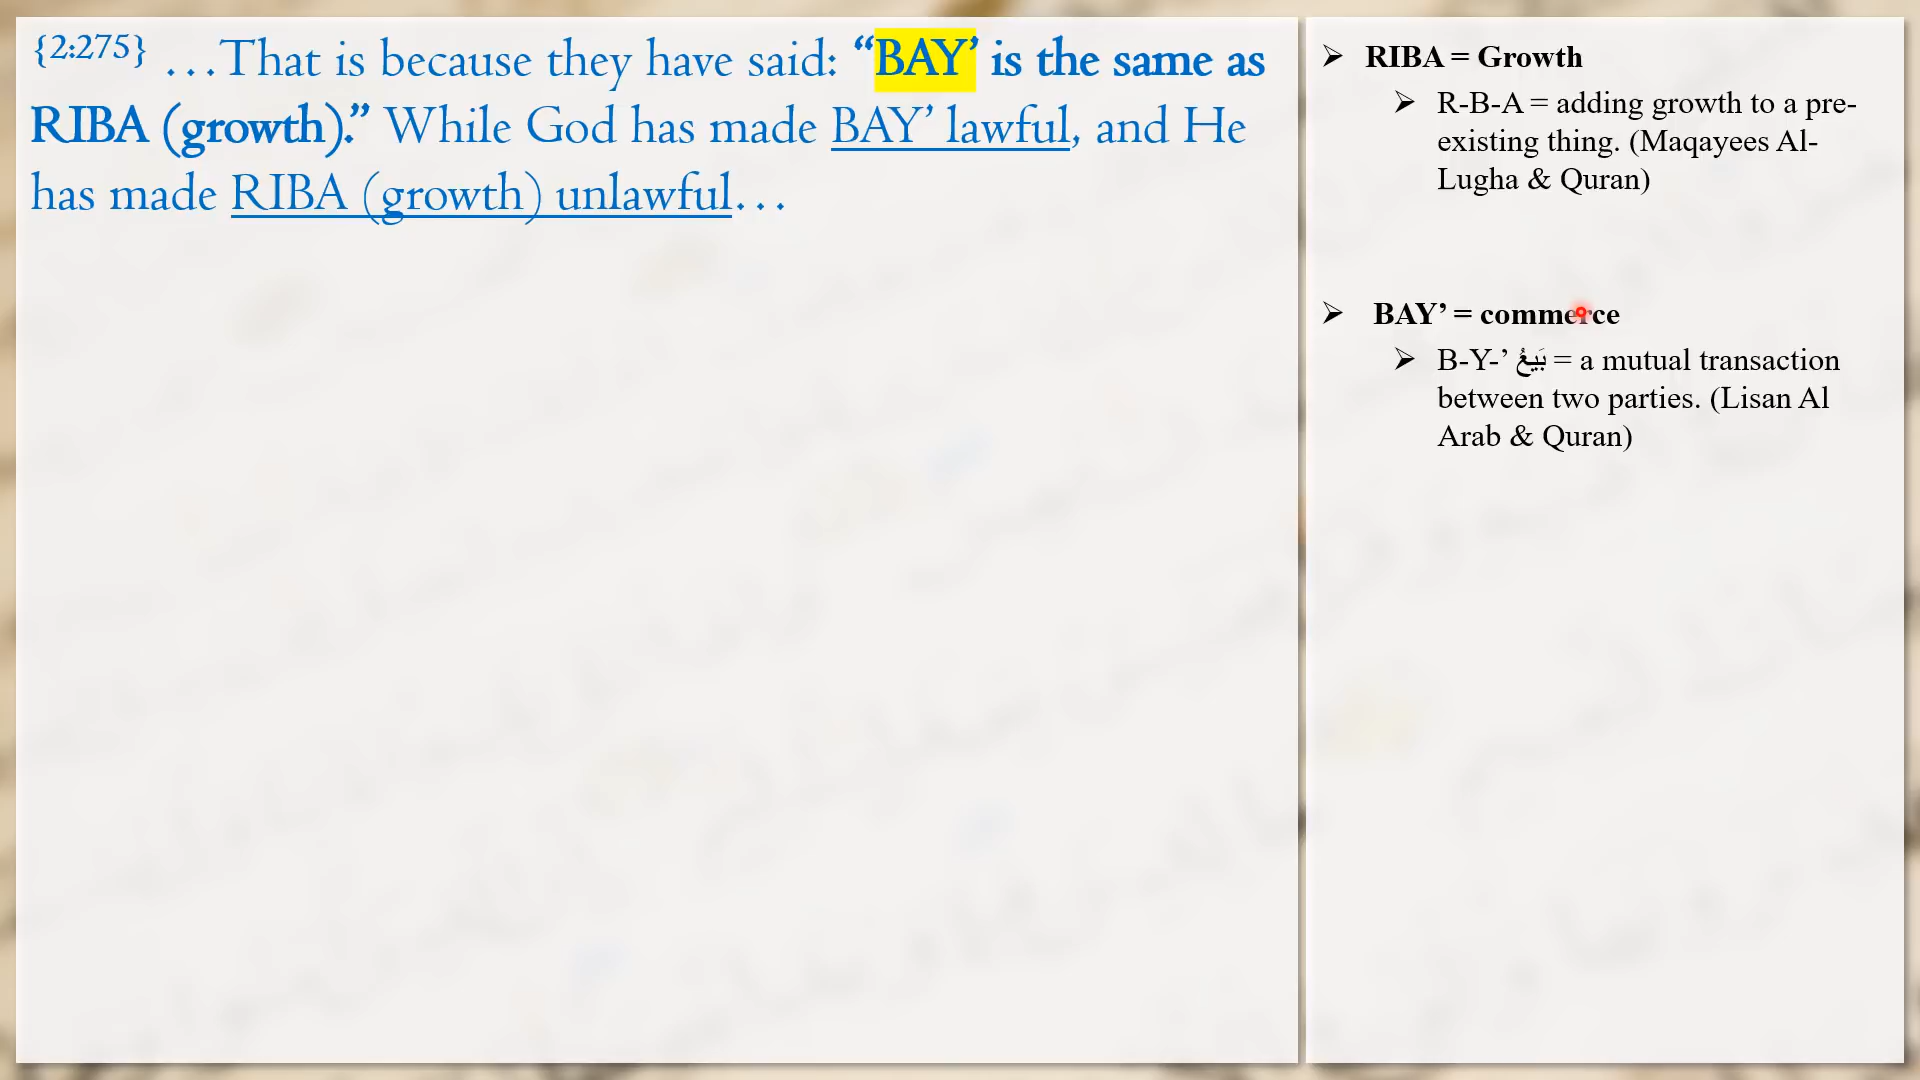 {2:275} …That is because they have said: “BAY’ is the same as
RIBA (growth).” While God has made BAY’ lawful, and He
has made RIBA (growth) unlawful…
➢ RIBA = Growth
➢ R-B-A = adding growth to a pre-
existing thing. (Maqayees Al-
Lugha & Quran)
➢ BAY’ = commerce
➢ B-Y-’ بَيْعُ = a mutual transaction
between two parties. (Lisan Al
Arab & Quran)